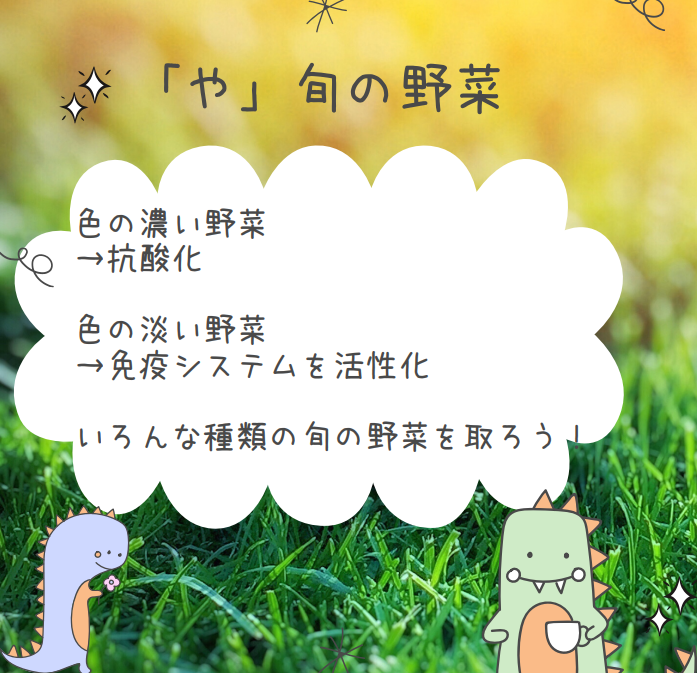 「や」旬の野菜
色の濃い野菜
→抗酸化
色の淡い野菜
→免疫システムを活性化
いろんな種類の旬の野菜を取ろう！